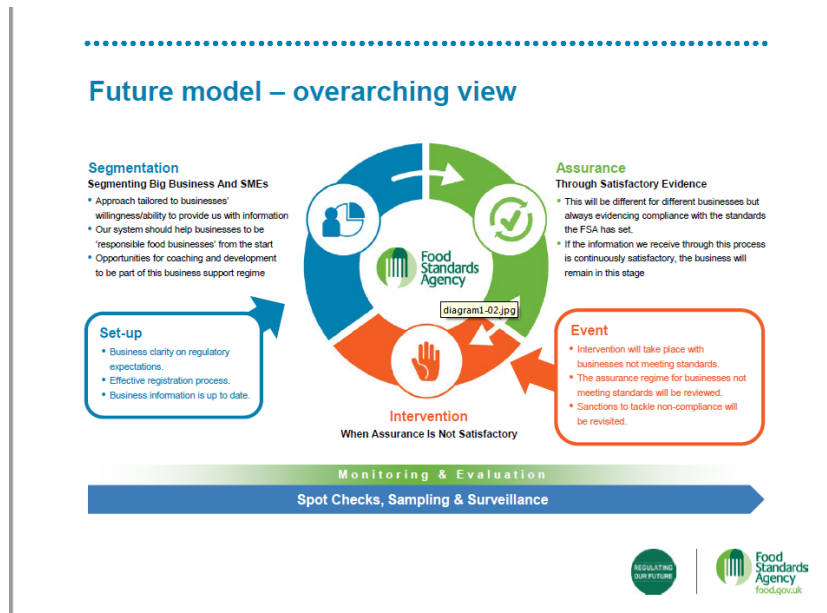 Future model – overarching view
Segmentation
Segmenting Big Business And SMEs
• Approach tailored to businesses'
willingness/ability to provide us with information
• Our system should help businesses to be
'responsible food businesses' from the start
• Opportunities for coaching and development
to be part of this business support regime
Assurance
Through Satisfactory Evidence
• This will be different for different businesses but
always evidencing compliance with the standards
the FSA has set.
• If the information we receive through this process
is continuously satisfactory, the business will
remain in this stage
Food
Standards
Agency
diagram1-02.jpg
Set-up
• Business clarity on regulatory
expectations.
• Effective registration process.
• Business information is up to date.
Event
• Intervention will take place with
businesses not meeting standards.
• The assurance regime for businesses not
meeting standards will be reviewed.
• Sanctions to tackle non-compliance will
be revisited.
Intervention
When Assurance Is Not Satisfactory
Monitoring & Evaluation
Spot Checks, Sampling & Surveillance
REGULATING
OUR FUTURE
Food
Standards
Agency
food.gov.uk